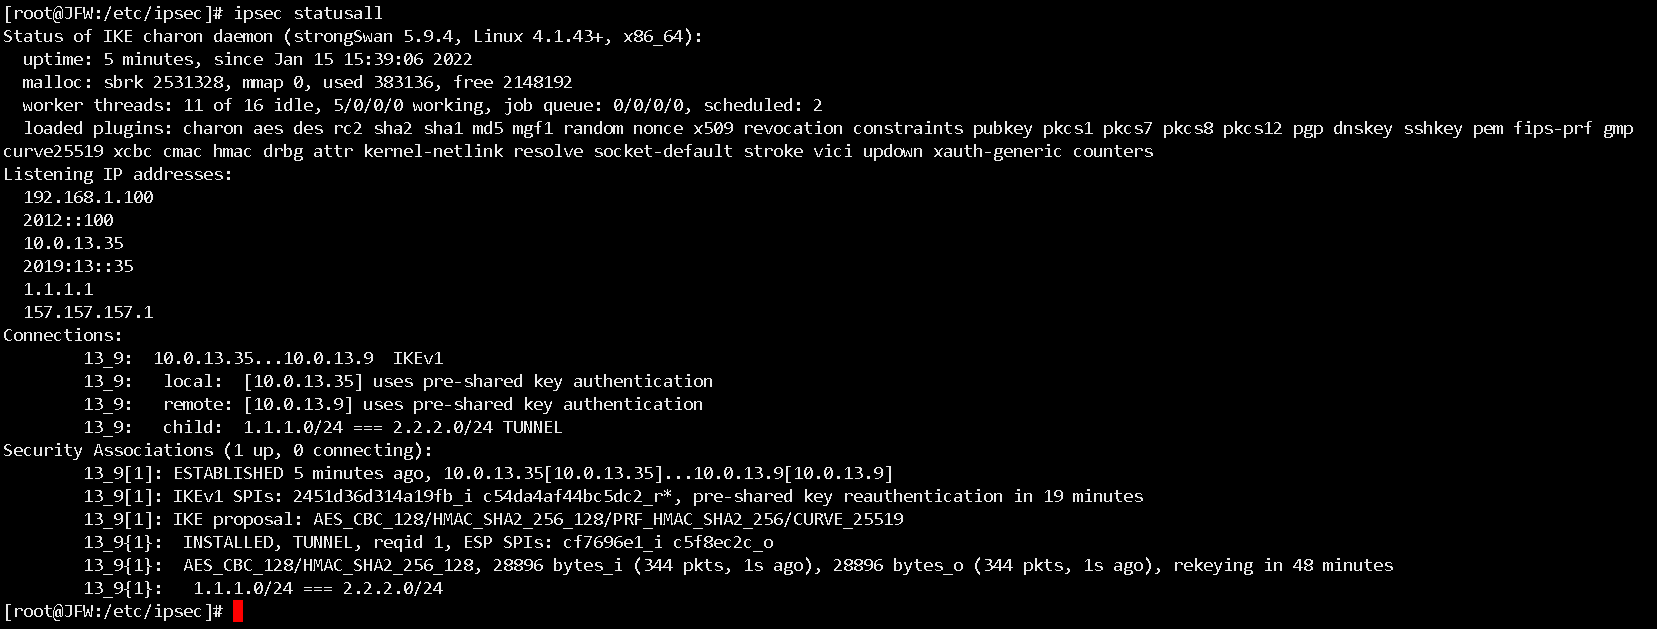 [root@JFW:/etc/ipsec]# ipsec statusall
Status of IKE charon daemon (strongSwan 5.9.4, Linux 4.1.43+, x86_64):
  uptime: 5 minutes, since Jan 15 15:39:06 2022
  malloc: sbrk 2531328, mmap 0, used 383136, free 2148192
  worker threads: 11 of 16 idle, 5/0/0/0 working, job queue: 0/0/0/0, scheduled: 2
  loaded plugins: charon aes des rc2 sha2 sha1 md5 mgf1 random nonce x509 revocation constraints pubkey pkcs1 pkcs7 pkcs8 pkcs12 pgp dnskey sshkey pem fips-prf gmp
curve25519 xcbc cmac hmac drbg attr kernel-netlink resolve socket-default stroke vici updown xauth-generic counters
Listening IP addresses:
  192.168.1.100
  2012::100
  10.0.13.35
  2019:13::35
  1.1.1.1
  157.157.157.1
Connections:
        13_9:  10.0.13.35...10.0.13.9  IKEv1
        13_9:   local:  [10.0.13.35] uses pre-shared key authentication
        13_9:   remote: [10.0.13.9] uses pre-shared key authentication
        13_9:   child:  1.1.1.0/24 === 2.2.2.0/24 TUNNEL
Security Associations (1 up, 0 connecting):
        13_9[1]: ESTABLISHED 5 minutes ago, 10.0.13.35[10.0.13.35]...10.0.13.9[10.0.13.9]
        13_9[1]: IKEv1 SPIs: 2451d36d314a19fb_i c54da4af44bc5dc2_r*, pre-shared key reauthentication in 19 minutes
        13_9[1]: IKE proposal: AES_CBC_128/HMAC_SHA2_256_128/PRF_HMAC_SHA2_256/CURVE_25519
        13_9{1}:  INSTALLED, TUNNEL, reqid 1, ESP SPIs: cf7696e1_i c5f8ec2c_o
        13_9{1}:  AES_CBC_128/HMAC_SHA2_256_128, 28896 bytes_i (344 pkts, 1s ago), 28896 bytes_o (344 pkts, 1s ago), rekeying in 48 minutes
        13_9{1}:   1.1.1.0/24 === 2.2.2.0/24
[root@JFW:/etc/ipsec]#